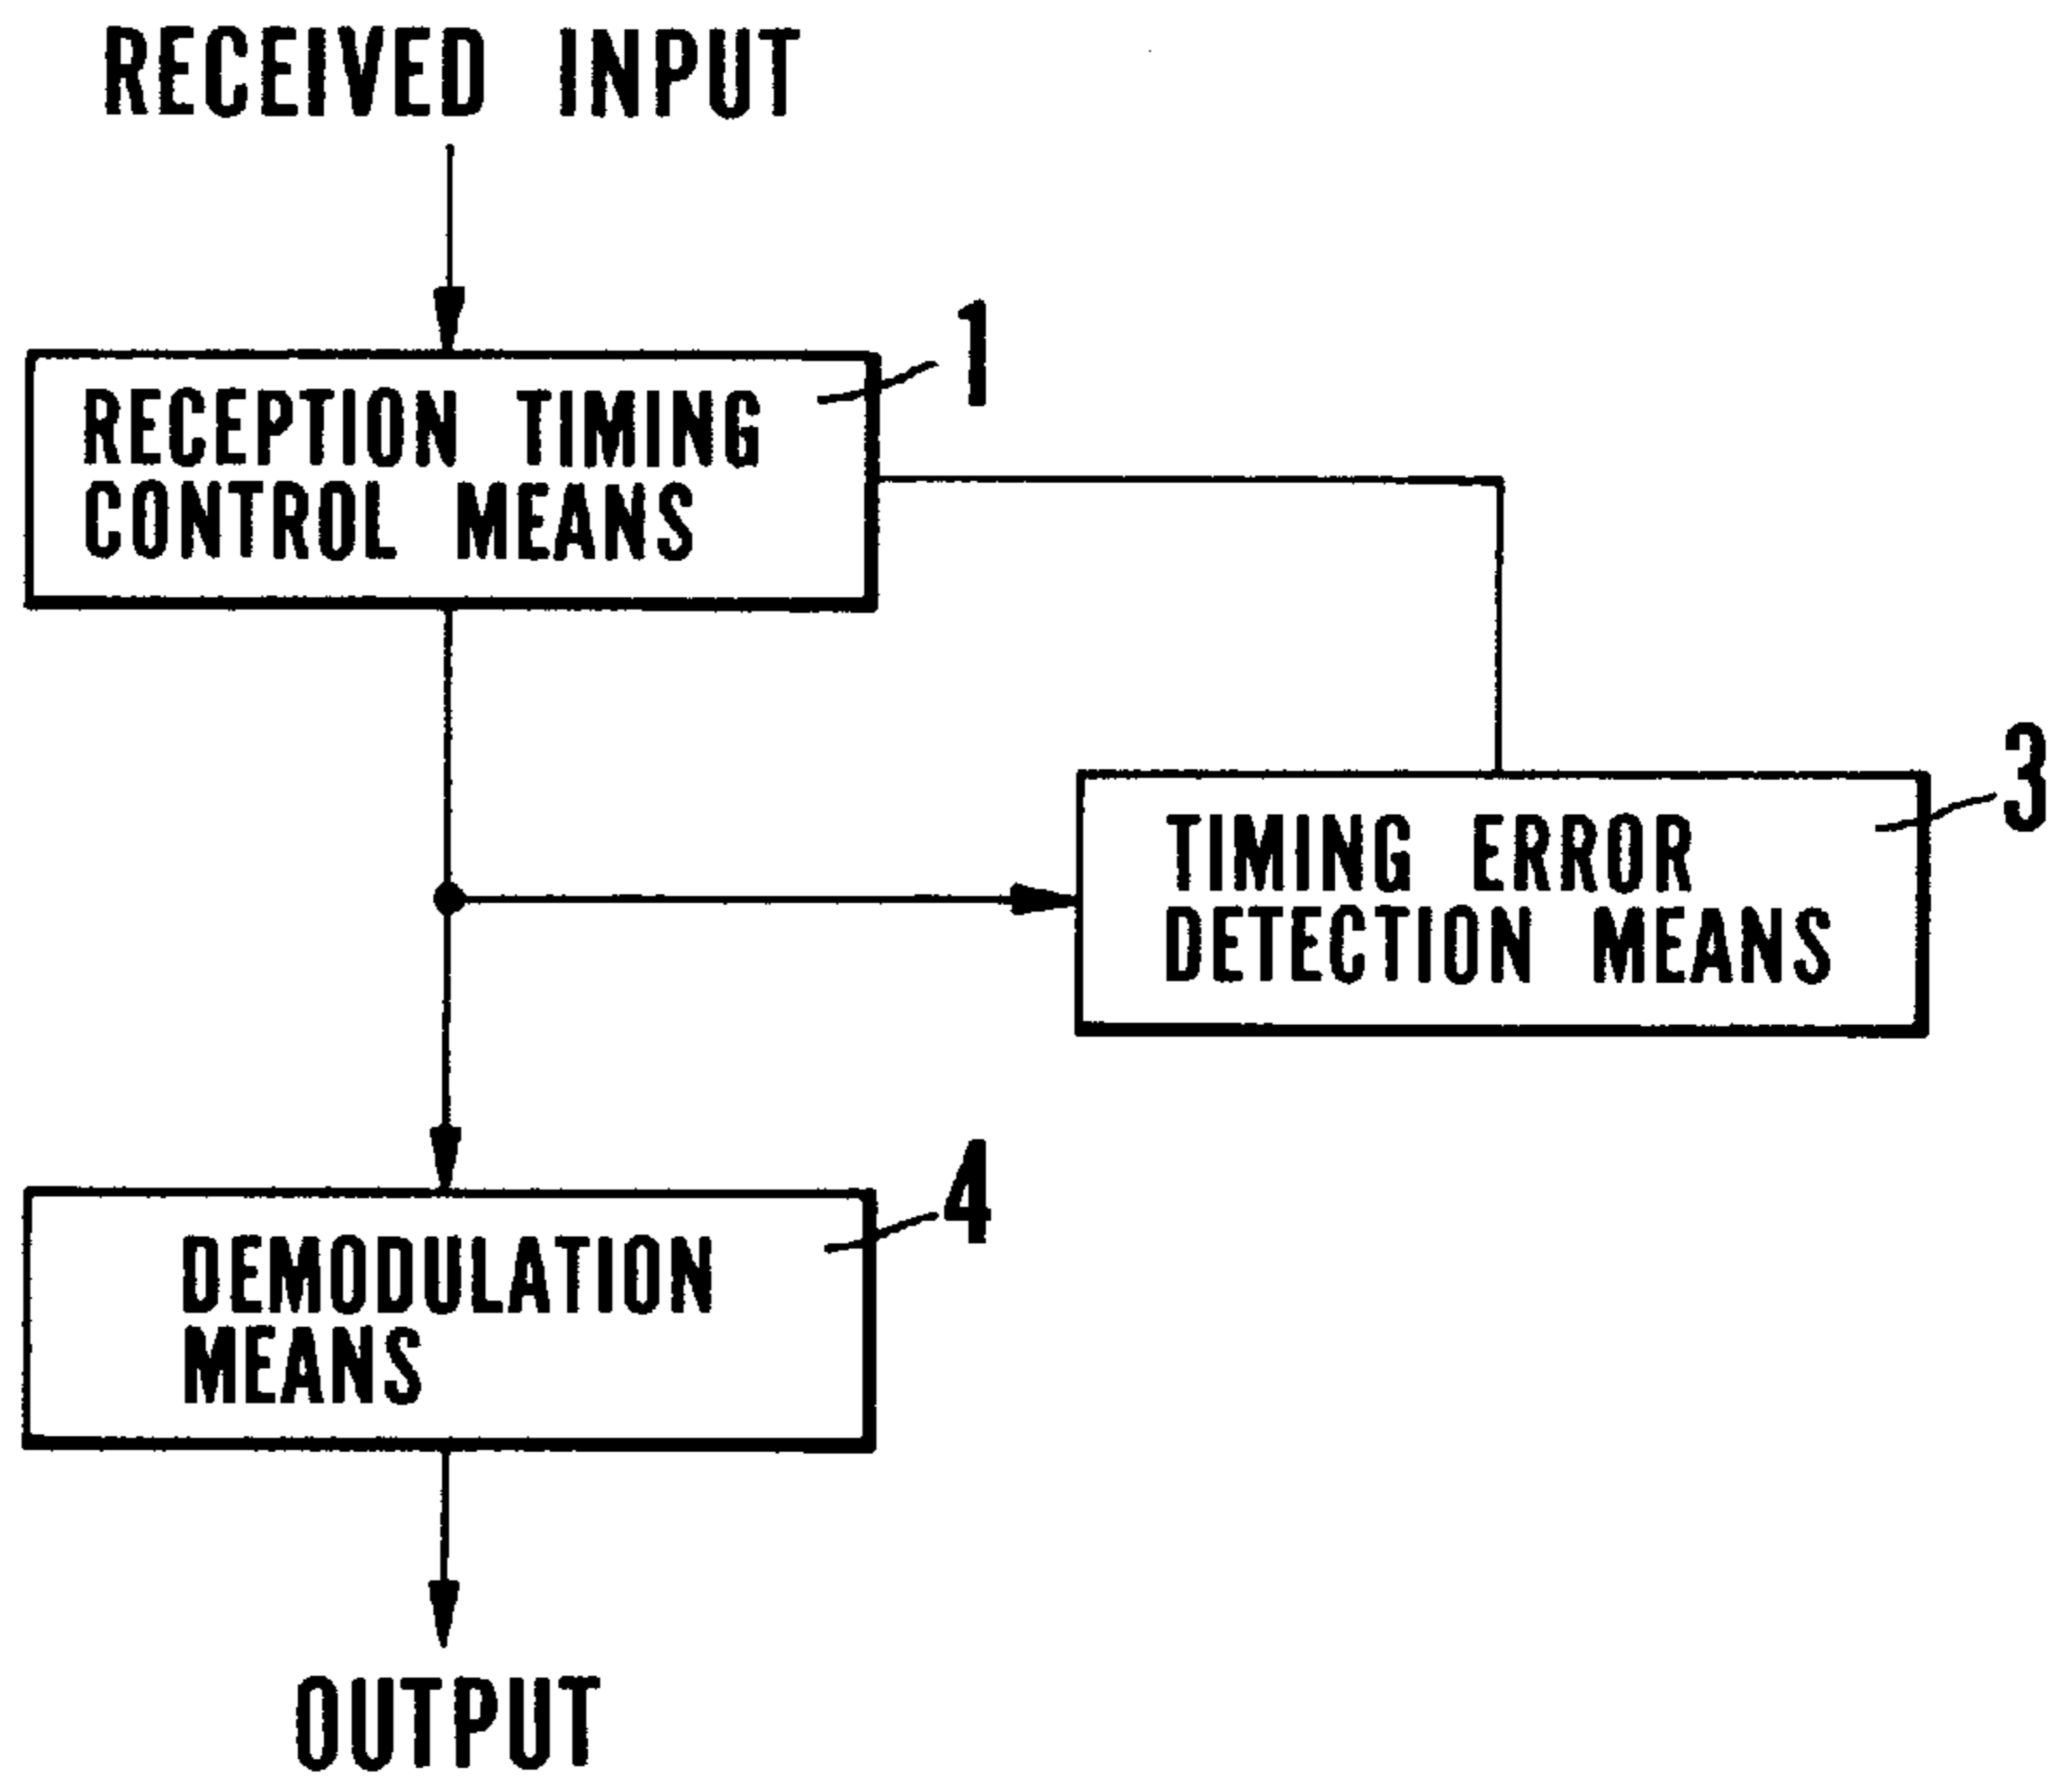 RECEIVED INPUT
1
RECEPTION TIMING
CONTROL MEANS
3
TIMING ERROR
DETECTION MEANS
4
DEMODULATION
MEANS
OUTPUT